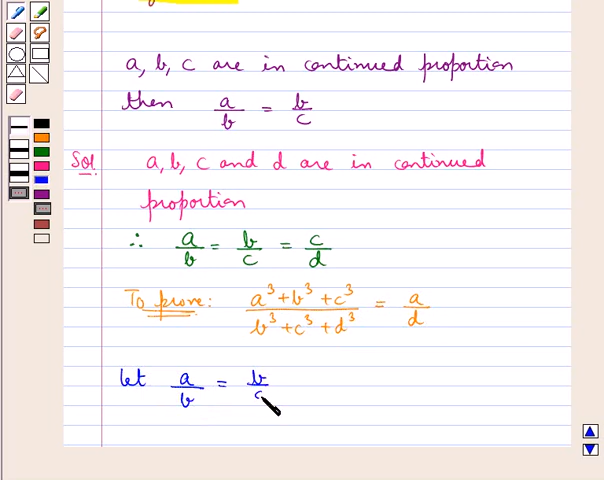 a, b, c are in continued proportion
then a/b = b/c
Sol. a, b, c and d are in continued
proportion
∴ a/b = b/c = c/d
To prove: a³+b³+c³/b³+c³+d³ = a/d
let a/b = b/c